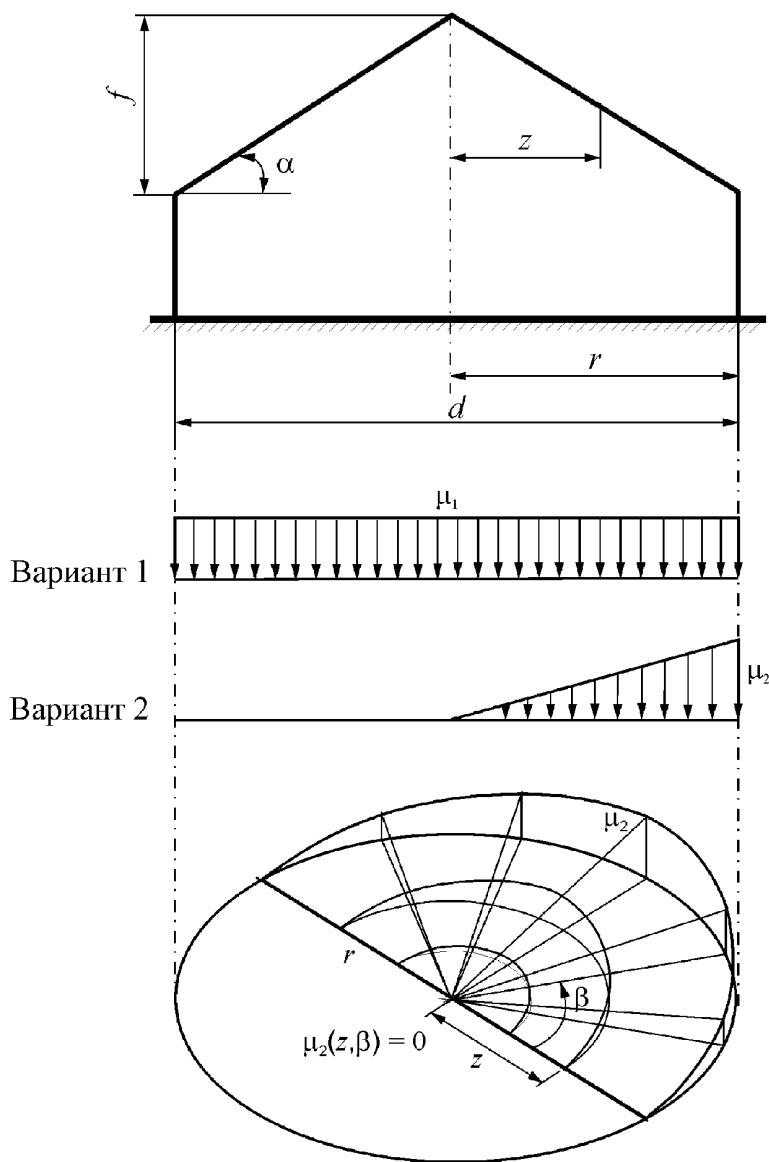 f
α
z
r
d
μ₁
Вариант 1
μ₂
Вариант 2
μ₂
r
β
μ₂(z,β) = 0
z